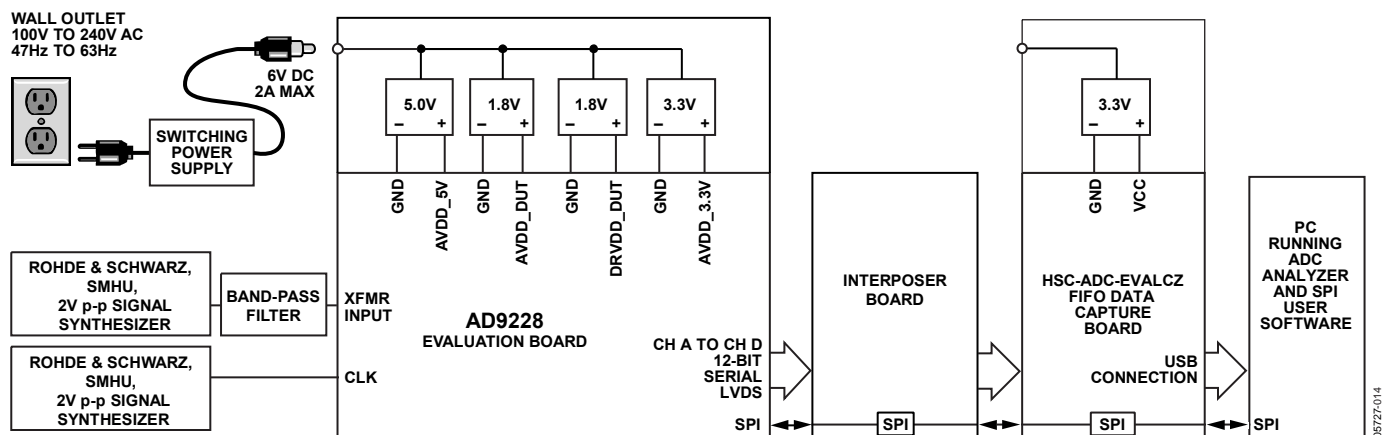 WALL OUTLET
100V TO 240V AC
47Hz TO 63Hz
6V DC
2A MAX
SWITCHING
POWER
SUPPLY
5.0V
– +
1.8V
– +
1.8V
– +
3.3V
– +
3.3V
– +
GND
AVDD_5V
GND
AVDD_DUT
GND
DRVDD_DUT
GND
AVDD_3.3V
GND
VCC
ROHDE & SCHWARZ,
SMHU,
2V p-p SIGNAL
SYNTHESIZER
BAND-PASS
FILTER
XFMR
INPUT
ROHDE & SCHWARZ,
SMHU,
2V p-p SIGNAL
SYNTHESIZER
CLK
AD9228
EVALUATION BOARD
CH A TO CH D
12-BIT
SERIAL
LVDS
SPI
INTERPOSER
BOARD
SPI
HSC-ADC-EVALCZ
FIFO DATA
CAPTURE
BOARD
USB
CONNECTION
SPI
PC
RUNNING
ADC
ANALYZER
AND SPI
USER
SOFTWARE
SPI
05727-014